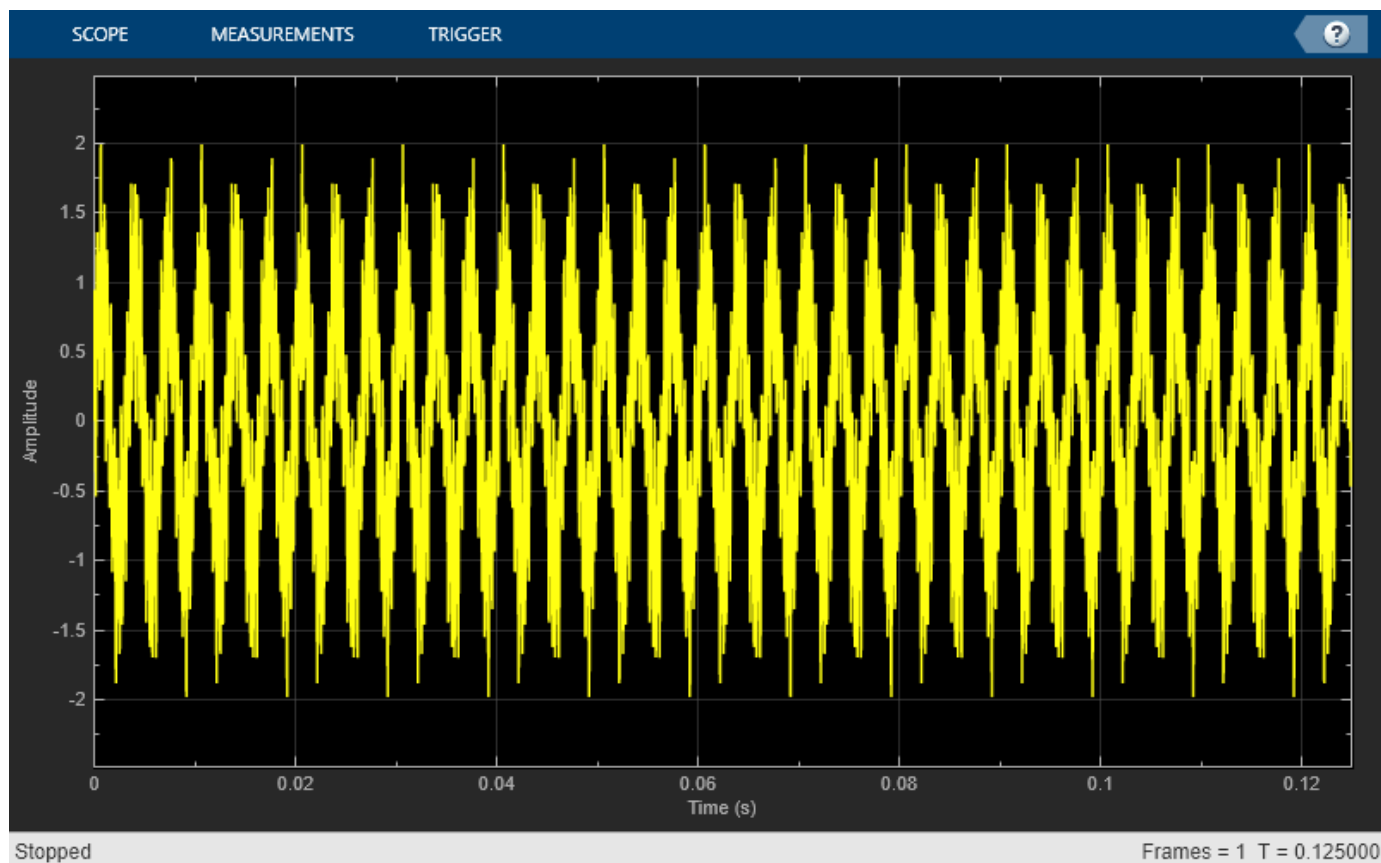 SCOPE MEASUREMENTS TRIGGER ?
2
1.5
1
0.5
0
-0.5
-1
-1.5
-2
Amplitude
0 0.02 0.04 0.06 0.08 0.1 0.12
Time (s)
Stopped Frames = 1 T = 0.125000